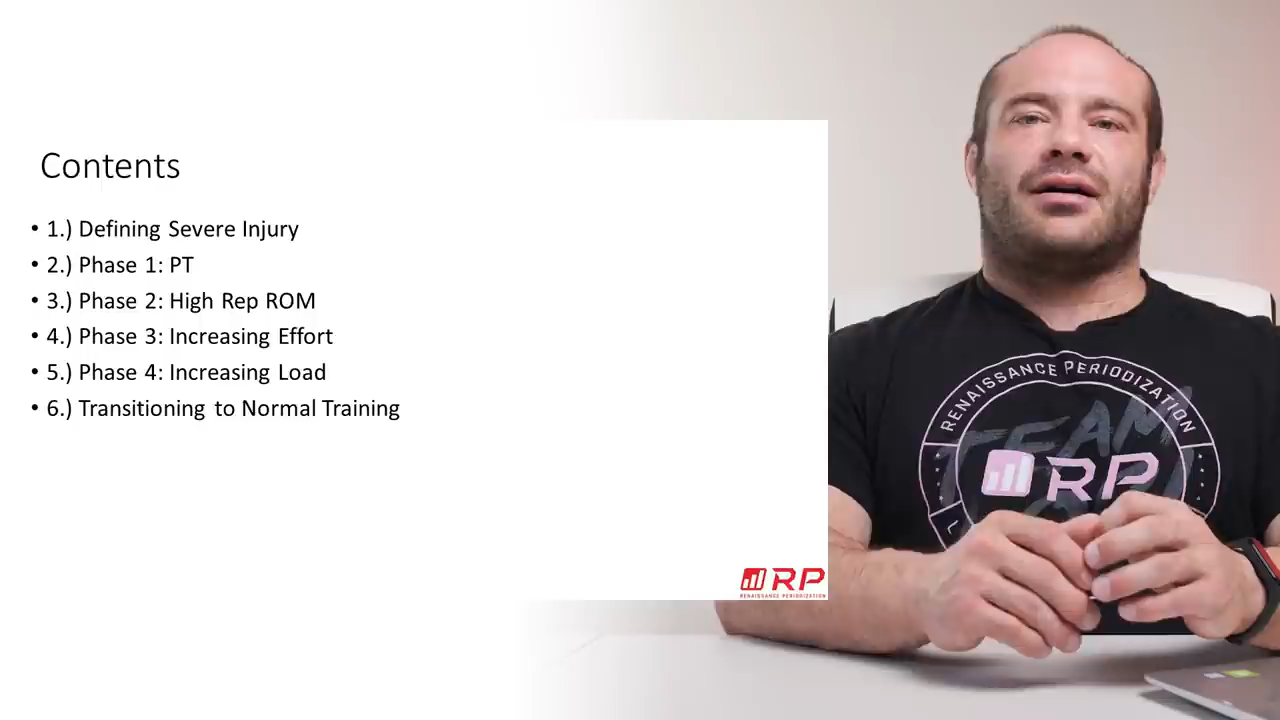 Contents
• 1.) Defining Severe Injury
• 2.) Phase 1: PT
• 3.) Phase 2: High Rep ROM
• 4.) Phase 3: Increasing Effort
• 5.) Phase 4: Increasing Load
• 6.) Transitioning to Normal Training
RP
RENAISSANCE PERIODIZATION
RENAISSANCE PERIODIZATION
TEAM
RP